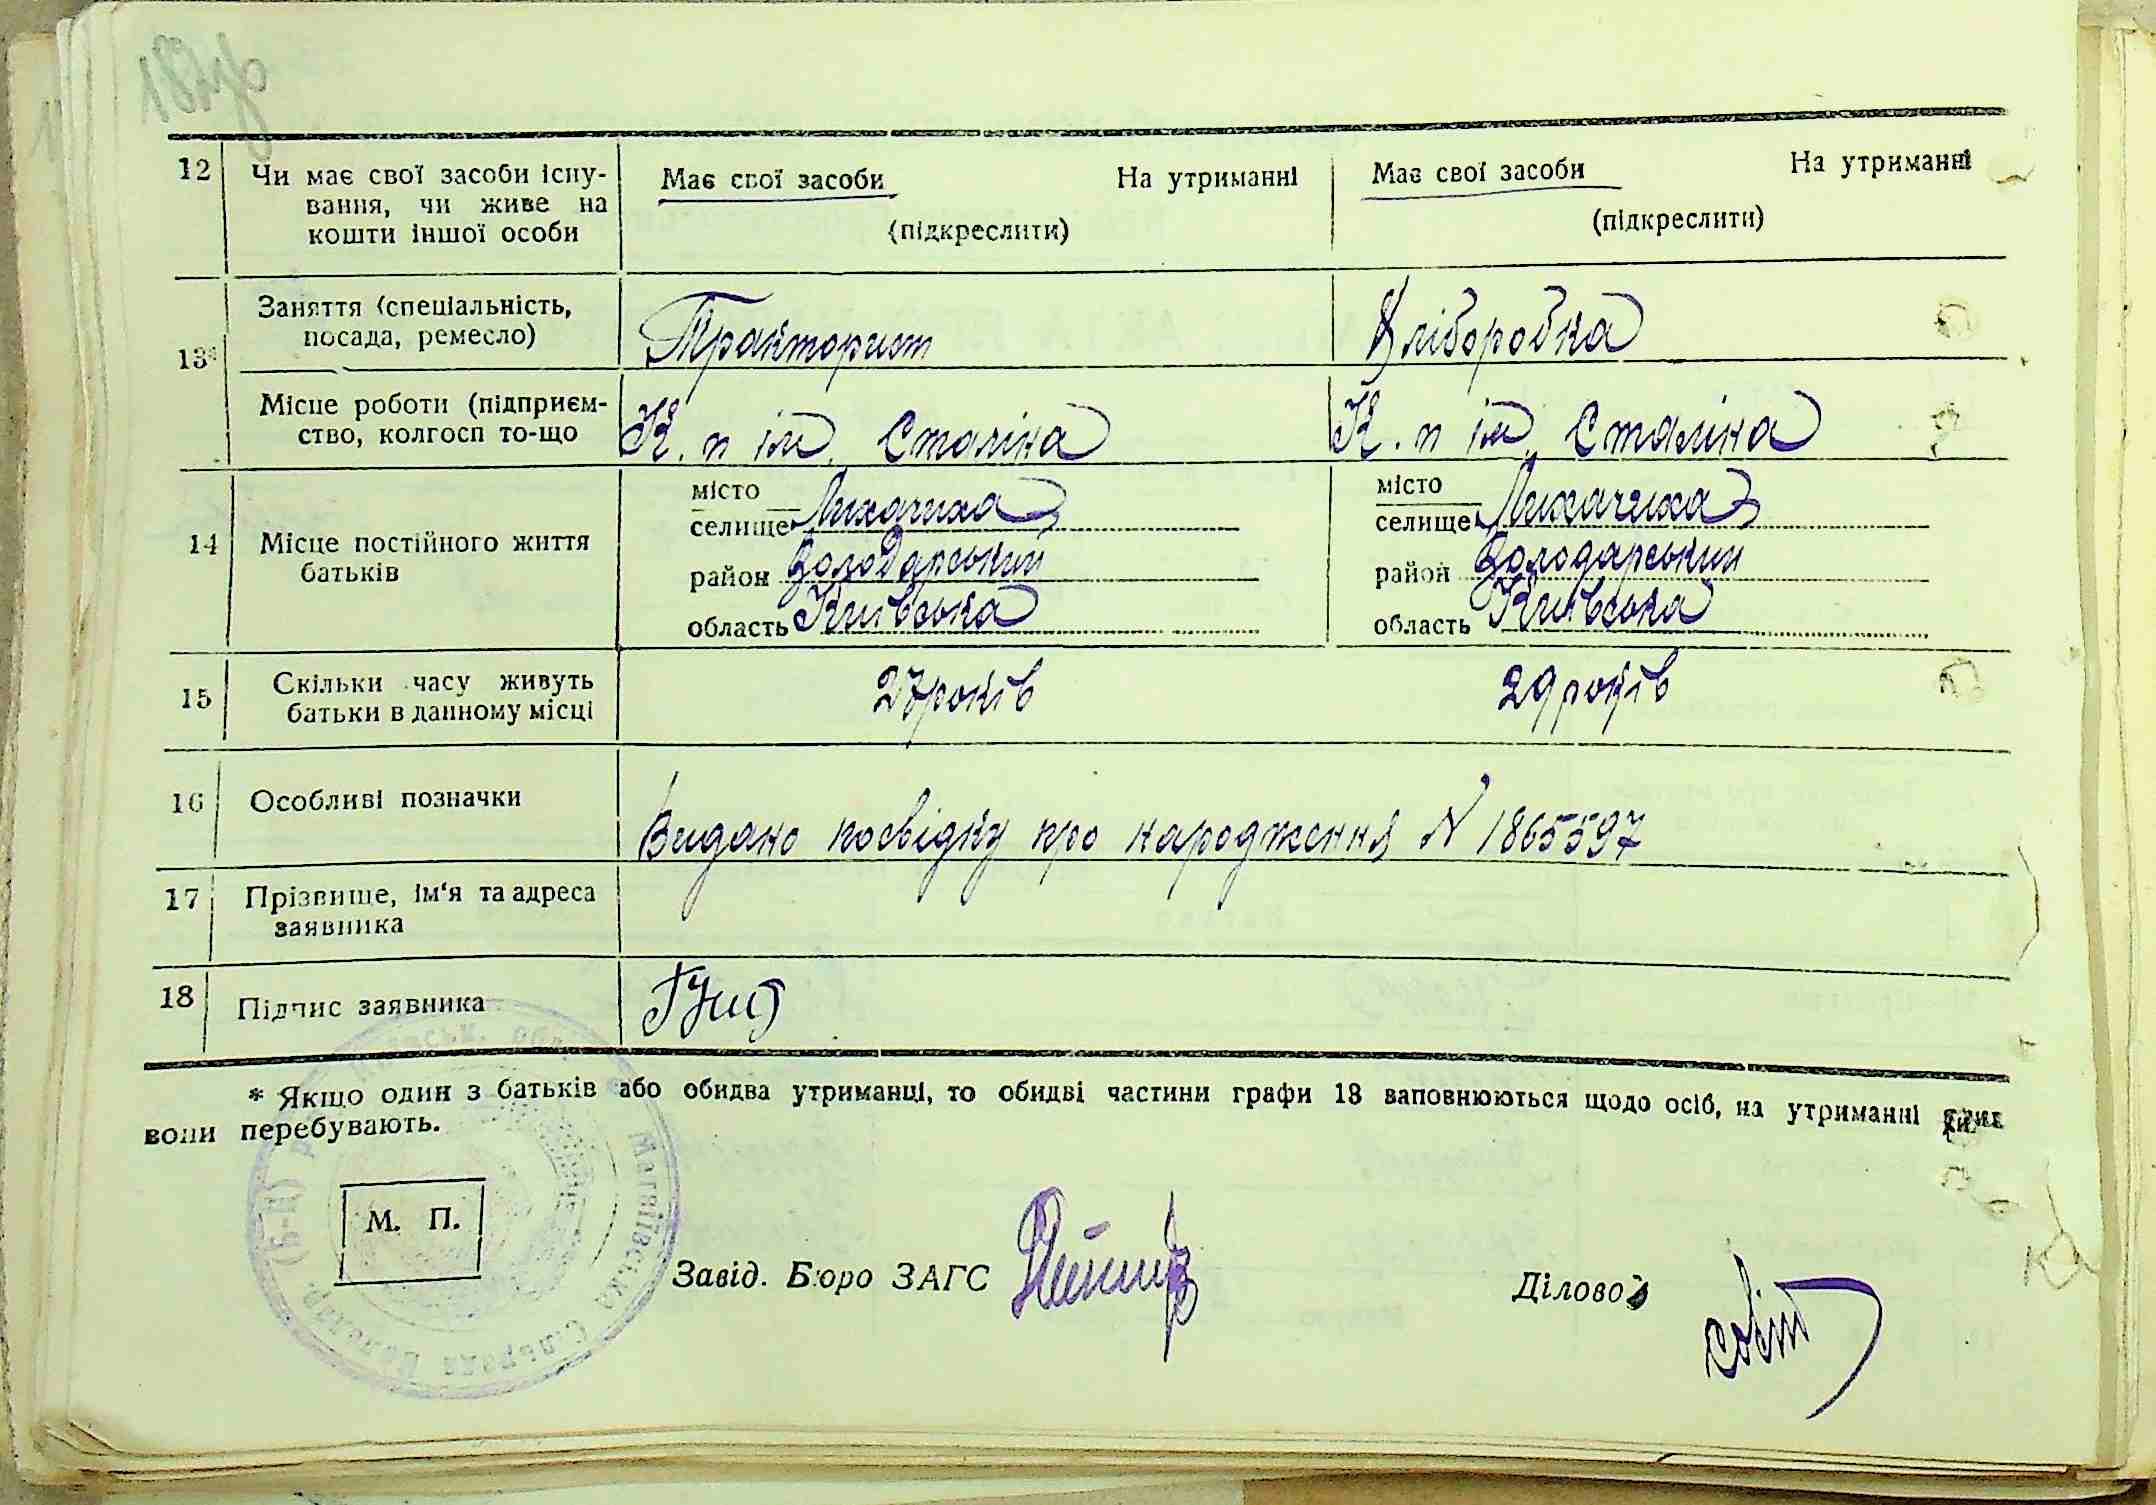 187зв
12 Чи має свої засоби існу-
вання, чи живе на
кошти іншої особи
Має свої засоби На утриманні
(підкреслити)
Має свої засоби На утриманні
(підкреслити)
13*
Заняття (спеціальність,
посада, ремесло)
Тракторист
Хліборобка
Місце роботи (підприєм-
ство, колгосп то-що
К. п ім. Сталіна
К. п ім. Сталіна
14 Місце постійного життя
батьків
місто
селище Лихачиха
район Володарський
область Київська
місто
селище Лихачиха
район Володарський
область Київська
15 Скільки часу живуть
батьки в данному місці
27 років
29 років
16 Особливі позначки
Видано посвідку про народження N 1865597
17 Прізвище, ім'я та адреса
заявника
18 Підпис заявника
* Якщо один з батьків або обидва утриманці, то обидві частини графи 13 заповнюються щодо осіб, на утриманні яких
вони перебувають.
М. П.
Завід. Бюро ЗАГС
Діловод